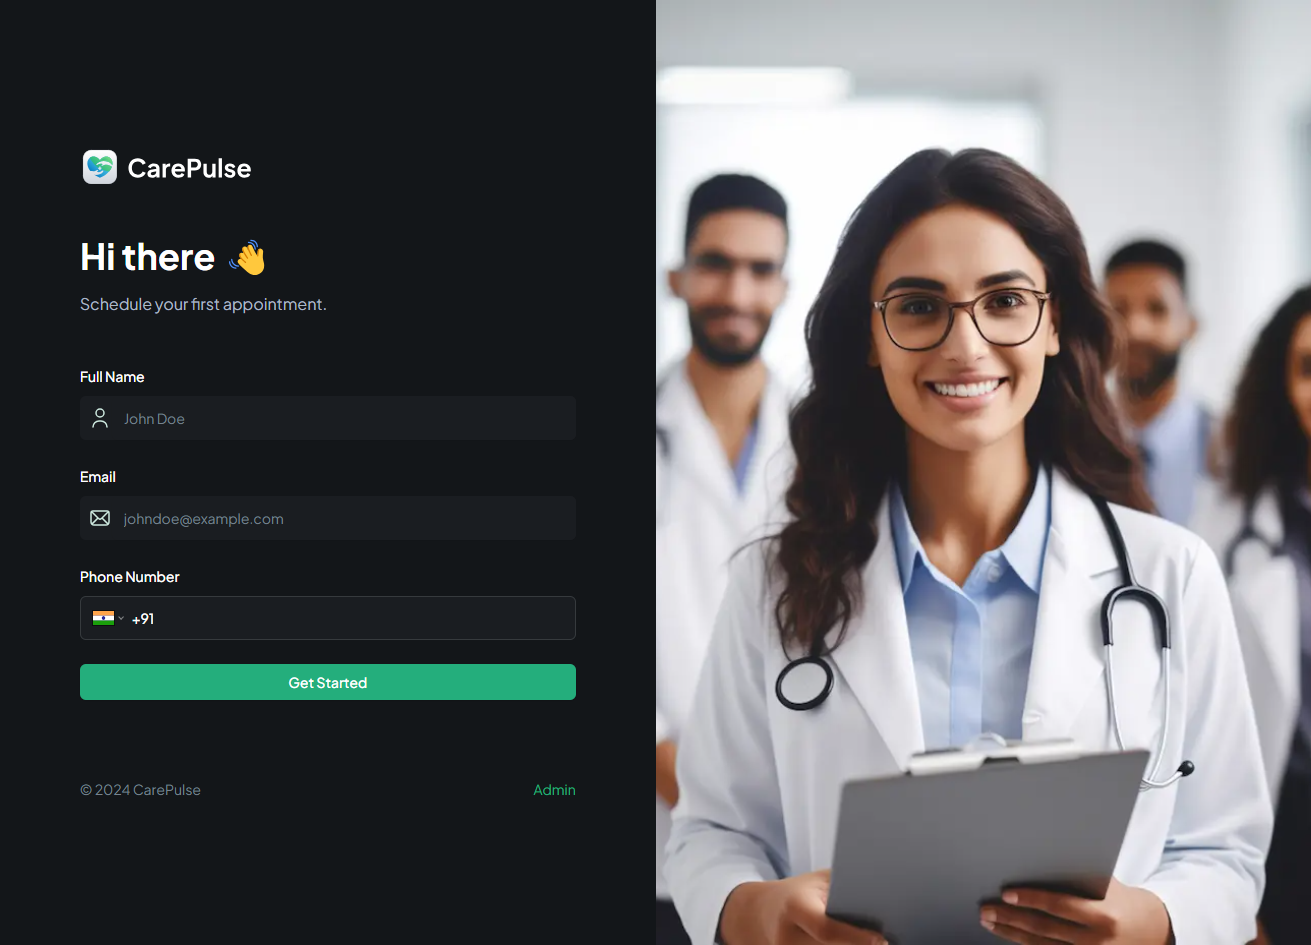 CarePulse
Hi there 👋
Schedule your first appointment.
Full Name
John Doe
Email
johndoe@example.com
Phone Number
+91
Get Started
© 2024 CarePulse
Admin